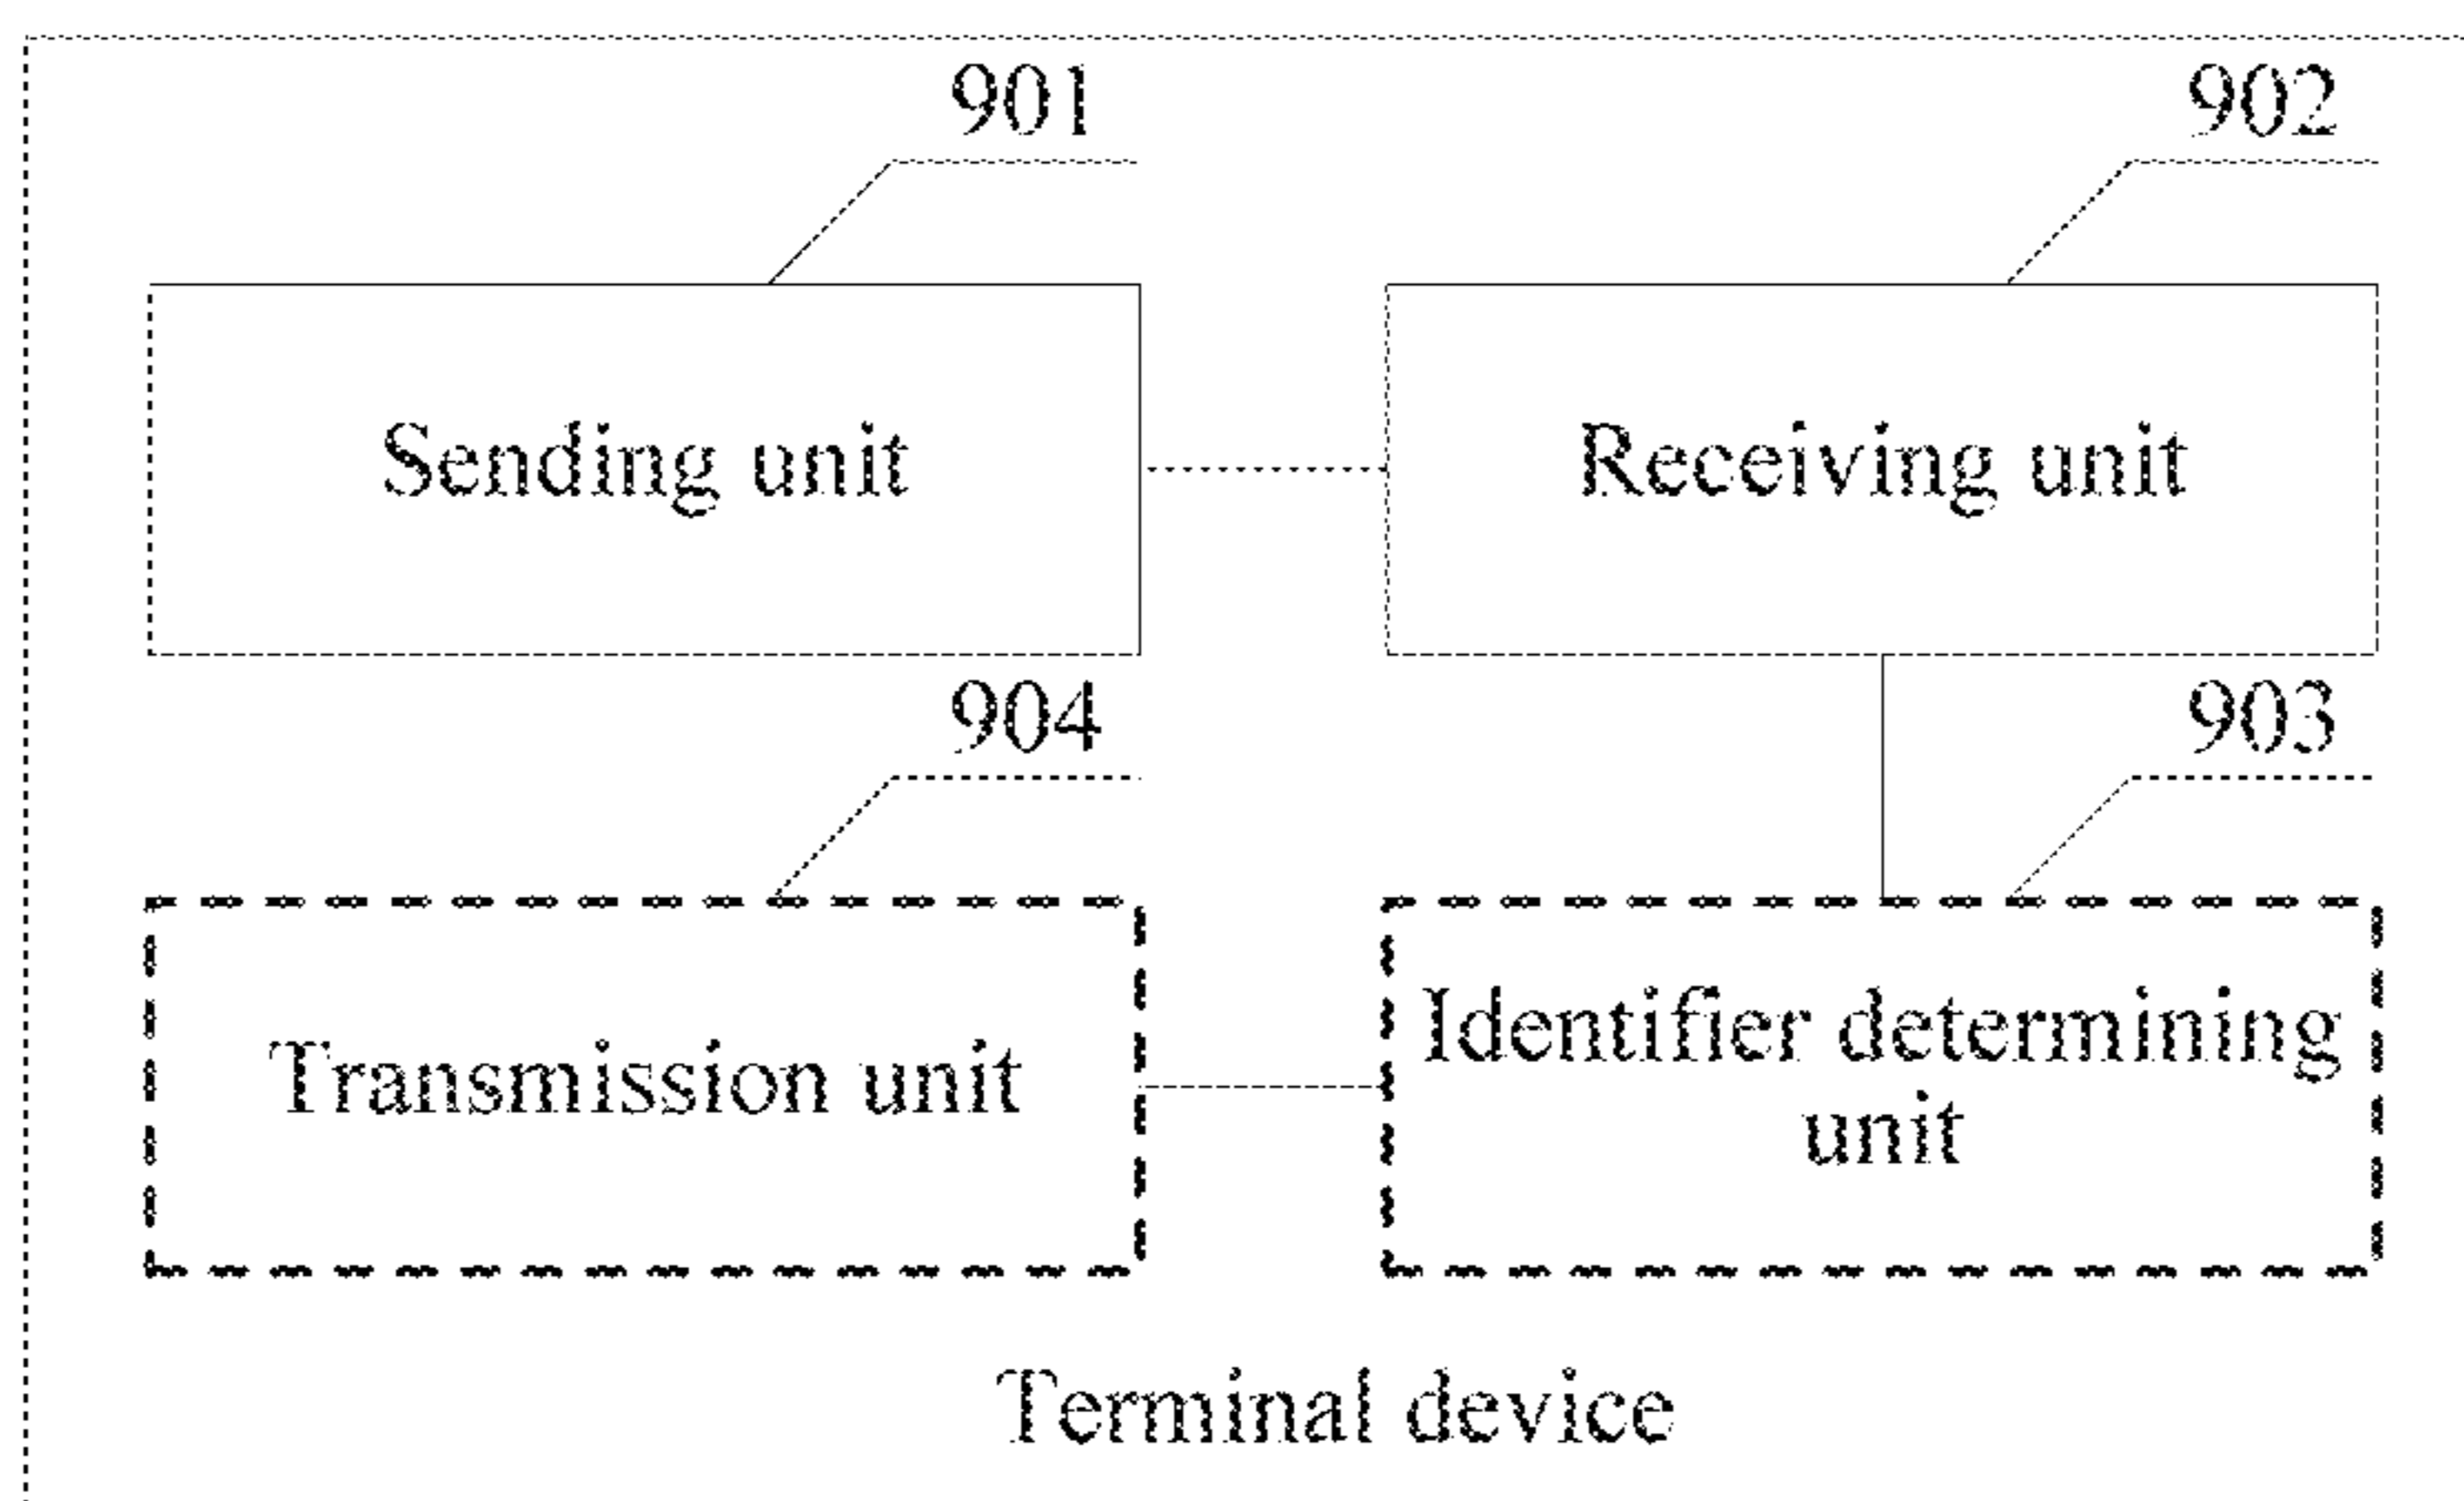 901
902
Sending unit
Receiving unit
904
903
Transmission unit
Identifier determining
unit
Terminal device